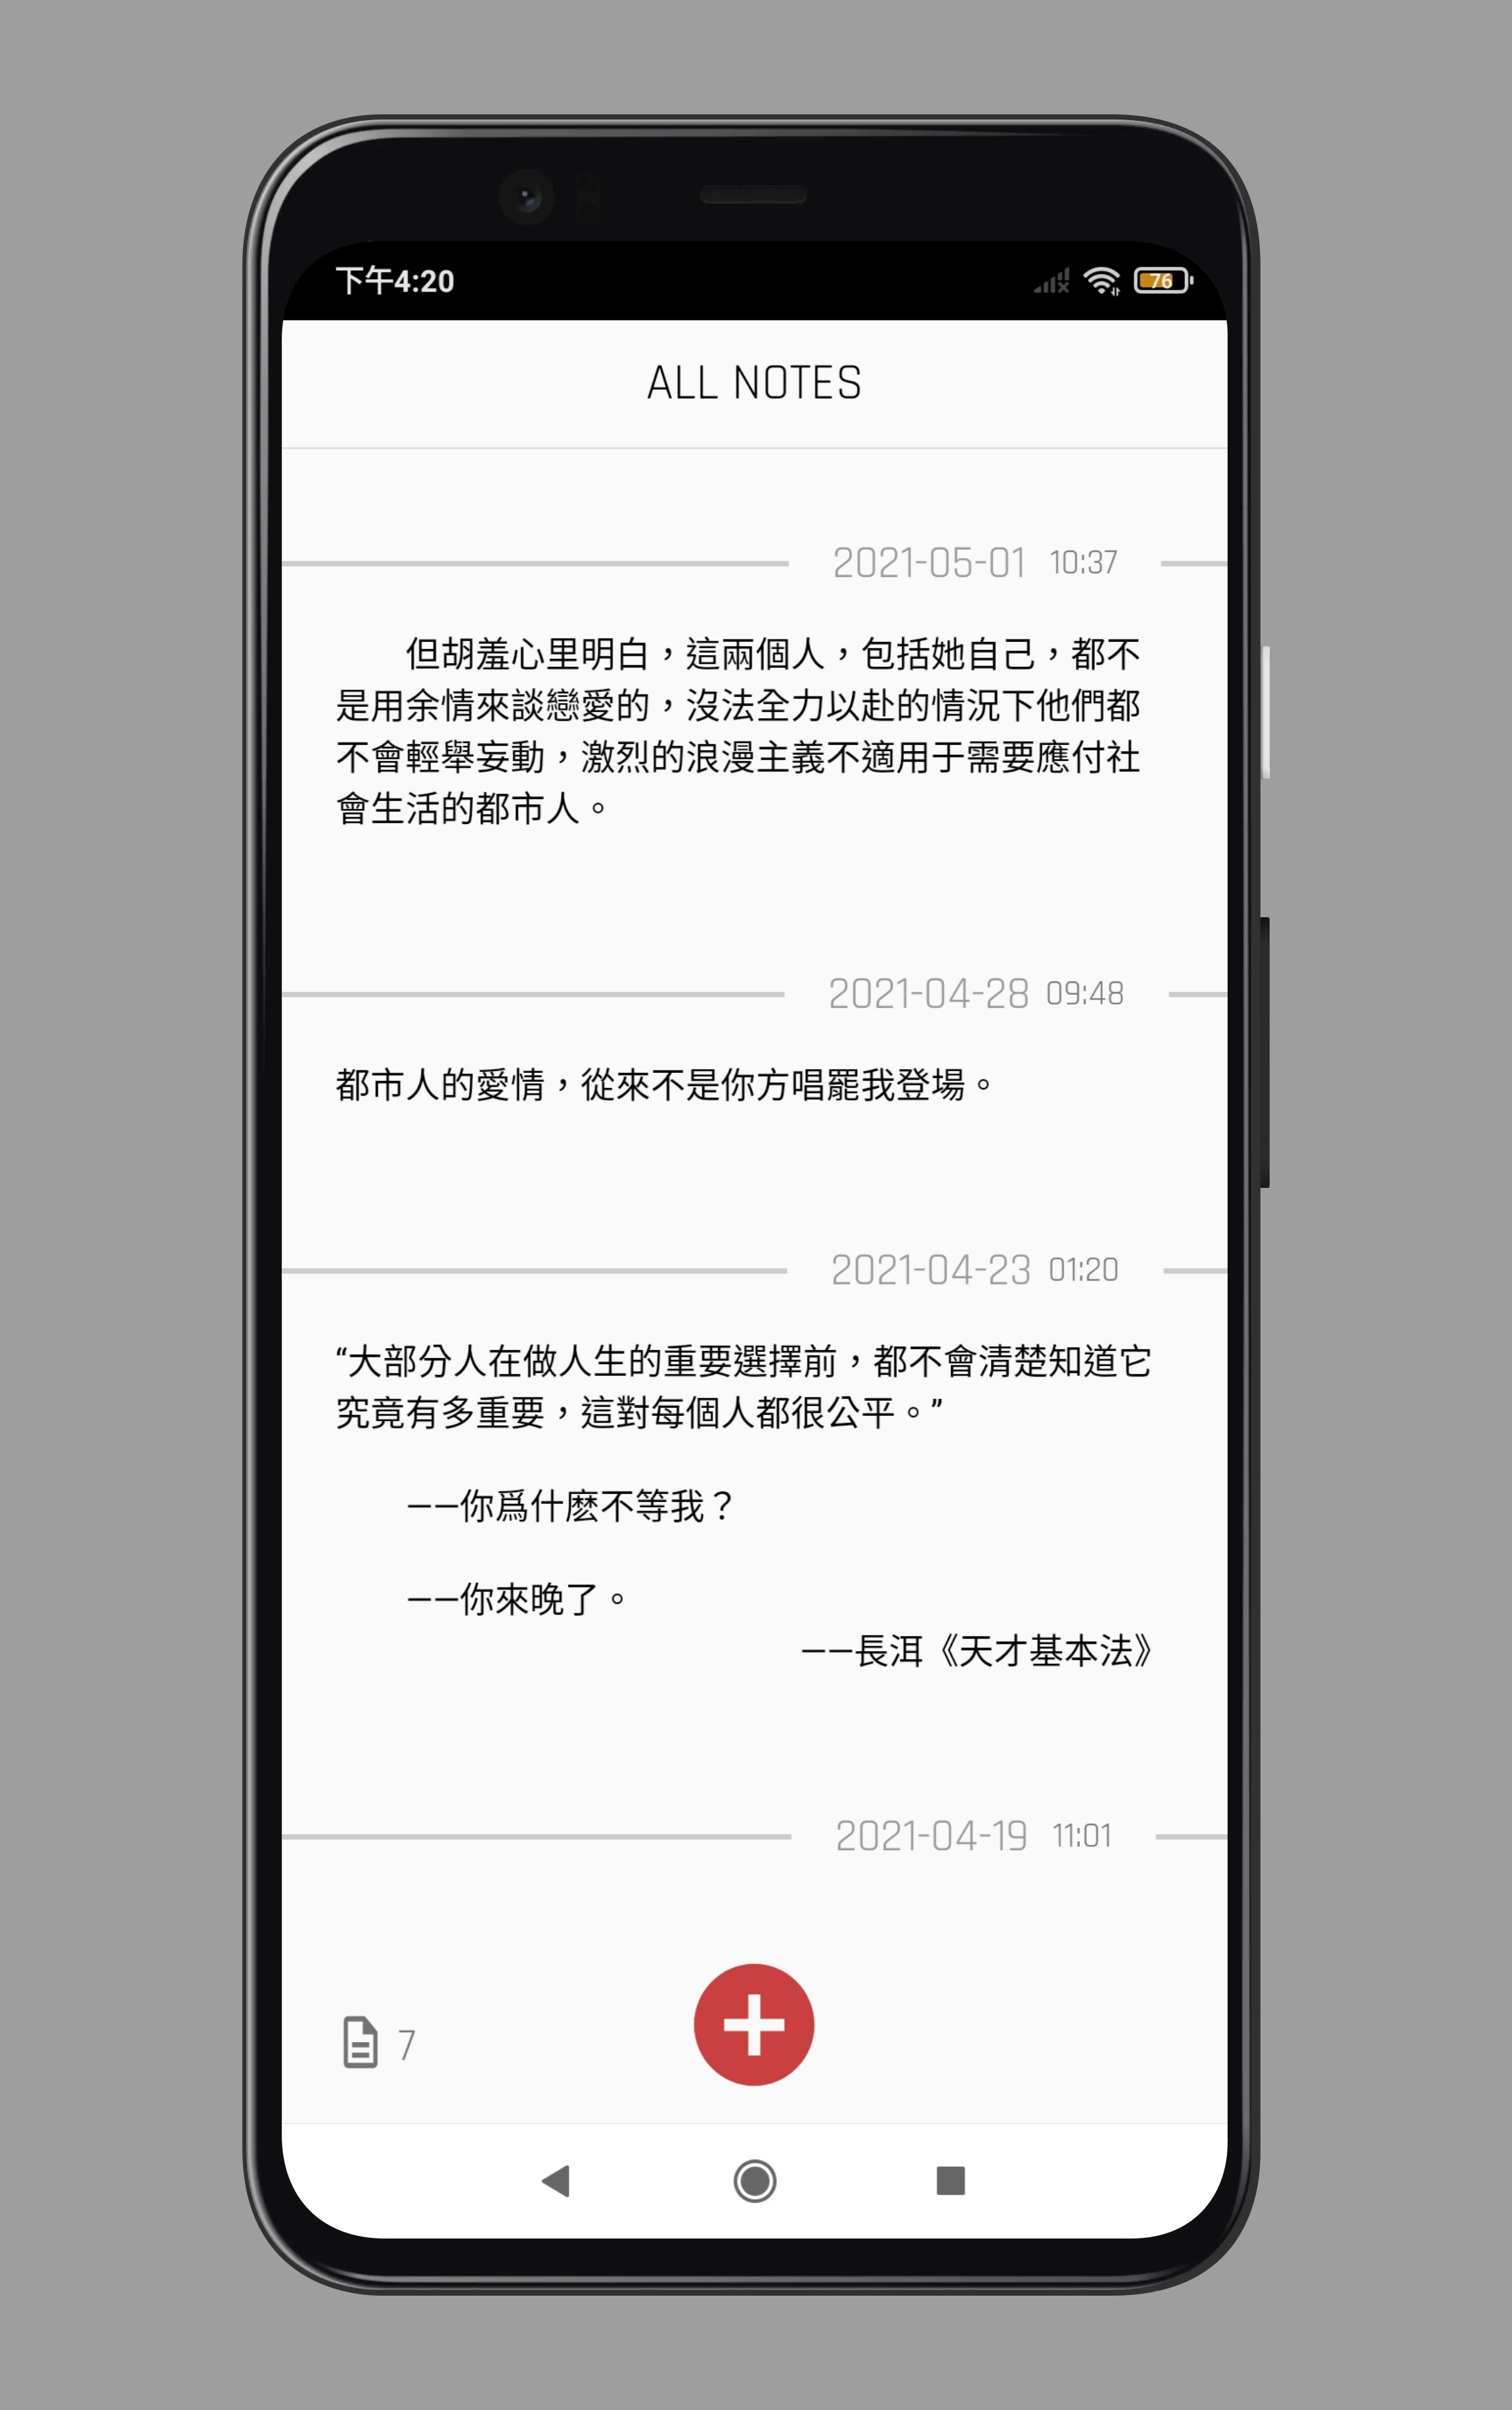 下午4:20
76
ALL NOTES
2021-05-01 10:37
但胡羞心里明白，這兩個人，包括她自己，都不
是用余情來談戀愛的，沒法全力以赴的情況下他們都
不會輕舉妄動，激烈的浪漫主義不適用于需要應付社
會生活的都市人。
2021-04-28 09:48
都市人的愛情，從來不是你方唱罷我登場。
2021-04-23 01:20
“大部分人在做人生的重要選擇前，都不會清楚知道它
究竟有多重要，這對每個人都很公平。”
——你爲什麽不等我？
——你來晚了。
——長洱《天才基本法》
2021-04-19 11:01
7